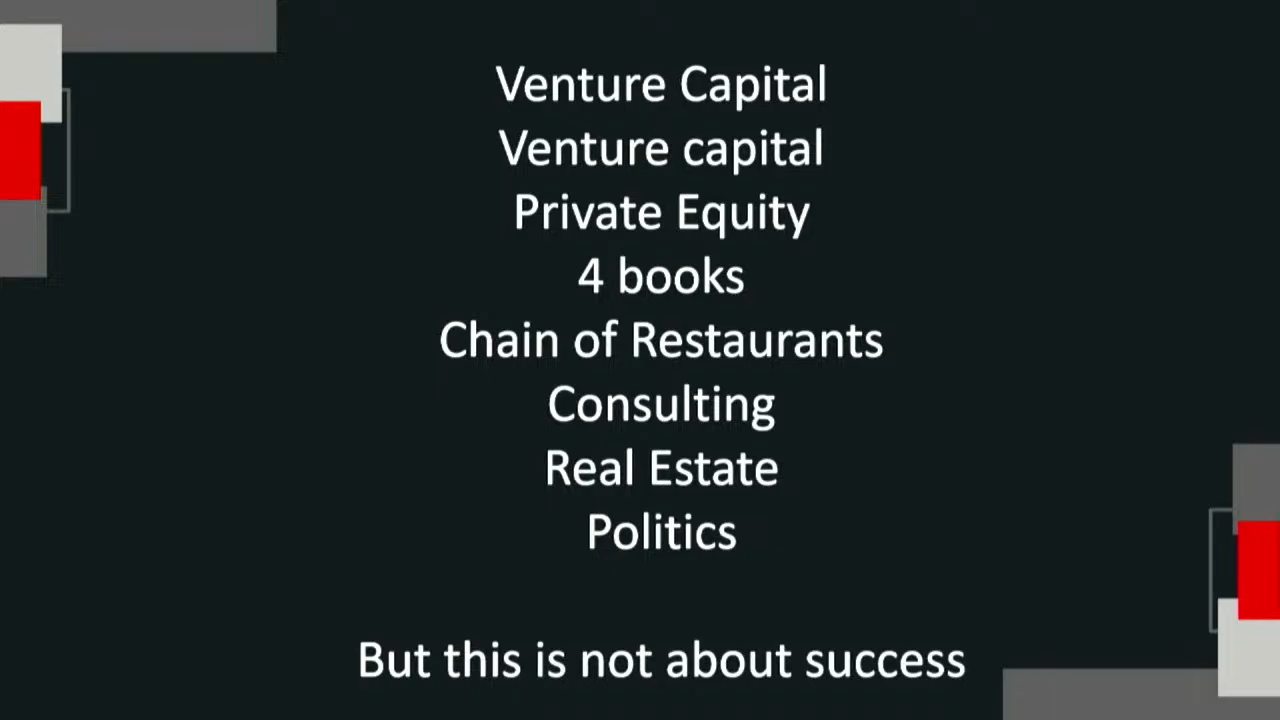 Venture Capital
Venture capital
Private Equity
4 books
Chain of Restaurants
Consulting
Real Estate
Politics
But this is not about success